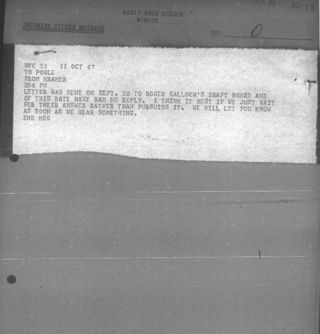 RADIO FREE EUROPE
MUNICH
INCOMING CIPHER MESSAGE
NO:
NYC 53 11 OCT 67
TO POOLE
FROM KRAMER
254 PM
LETTER WAS SENT ON SEPT. 28 TO ROGER SALLOCH'S DRAFT BOARD AND
OF THIS DATE HAVE HAD NO REPLY. I THINK IT BEST IF WE JUST WAIT
FOR THEIR ANSWER RATHER THAN PURSUING IT. WE WILL LET YOU KNOW
AS SOON AS WE HEAR SOMETHING.
END MSG